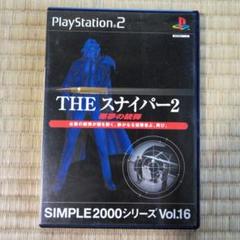 PlayStation 2
THE スナイパー2
悪夢の銃弾
SIMPLE2000シリーズ Vol.16